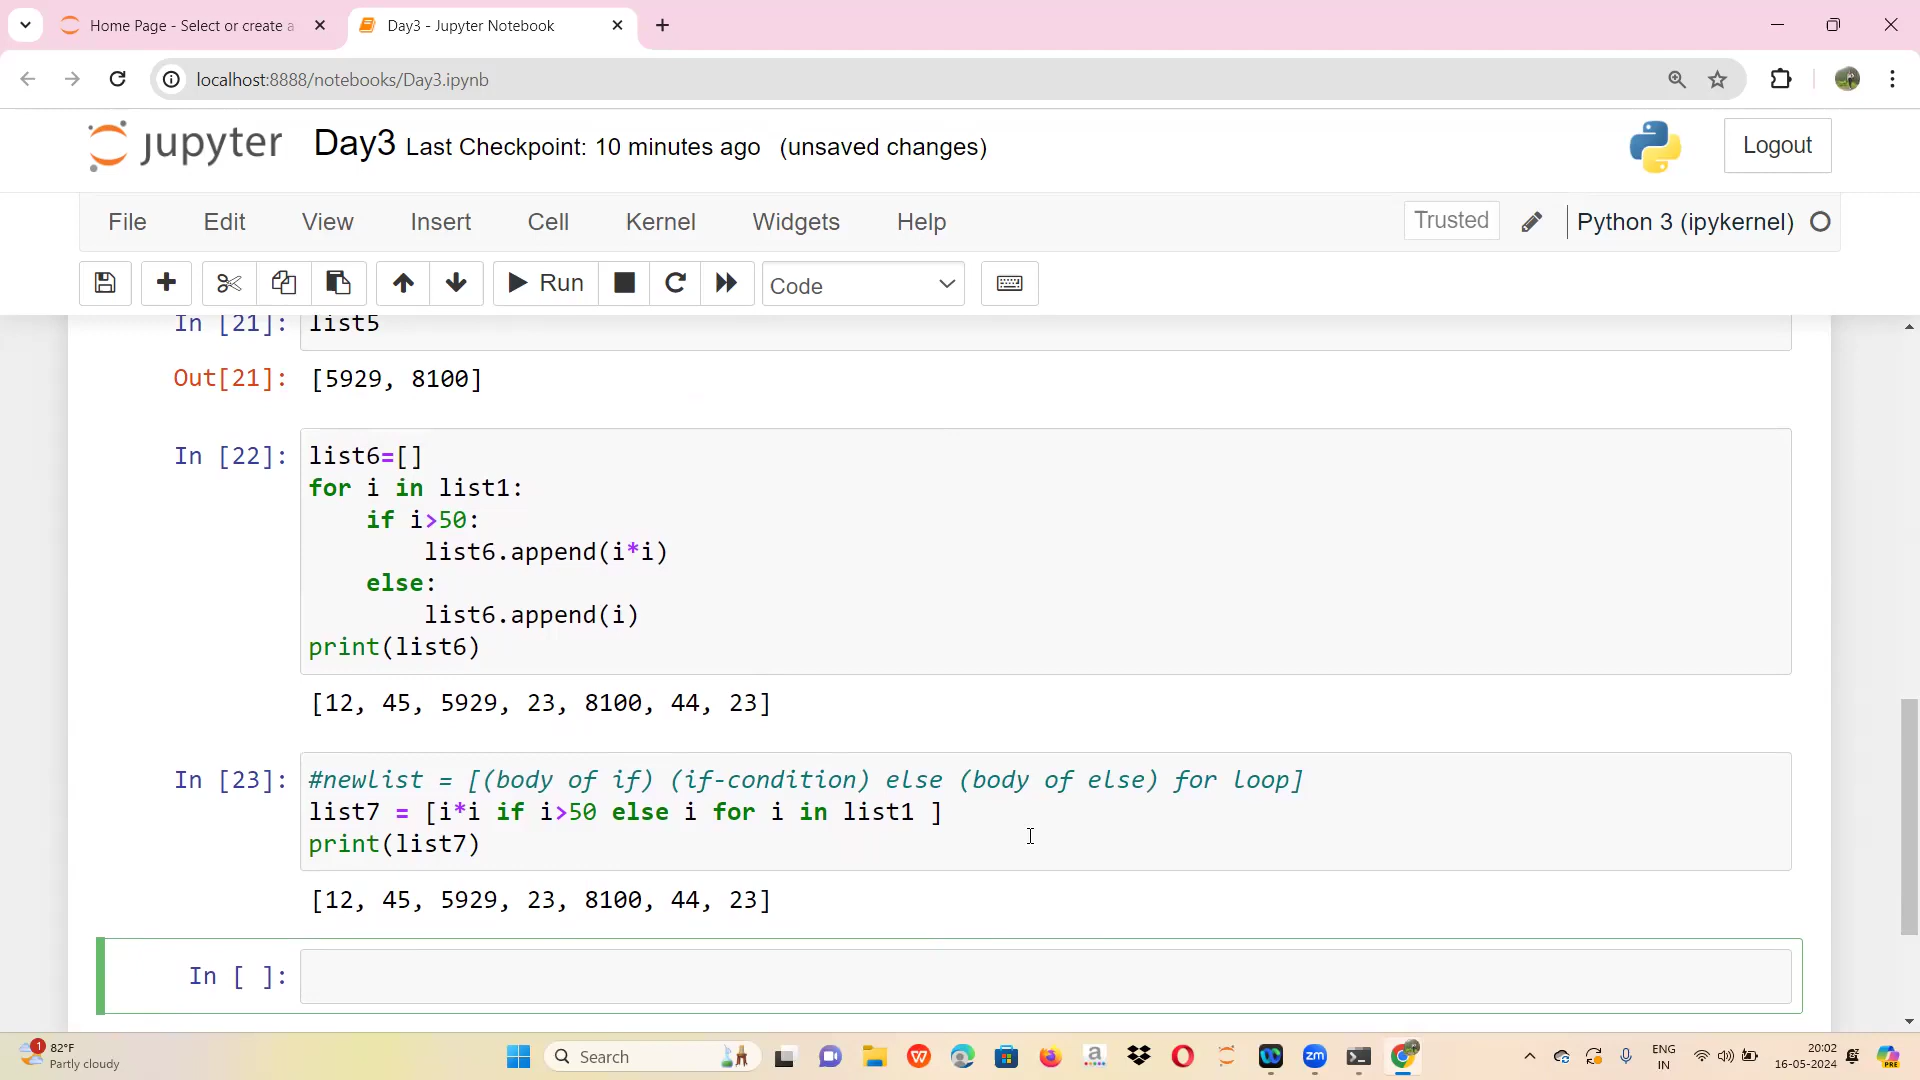 Home Page - Select or create a
Day3 - Jupyter Notebook
localhost:8888/notebooks/Day3.ipynb
jupyter Day3 Last Checkpoint: 10 minutes ago (unsaved changes)
Logout
File Edit View Insert Cell Kernel Widgets Help
Trusted
Python 3 (ipykernel)
Run
Code
In [21]: list5
Out[21]: [5929, 8100]
In [22]: list6=[]
for i in list1:
    if i>50:
        list6.append(i*i)
    else:
        list6.append(i)
print(list6)
[12, 45, 5929, 23, 8100, 44, 23]
In [23]: #newlist = [(body of if) (if-condition) else (body of else) for loop]
list7 = [i*i if i>50 else i for i in list1 ]
print(list7)
[12, 45, 5929, 23, 8100, 44, 23]
In [ ]:
1
82°F
Partly cloudy
Search
W
a
zm
ENG
IN
20:02
16-05-2024
PRE